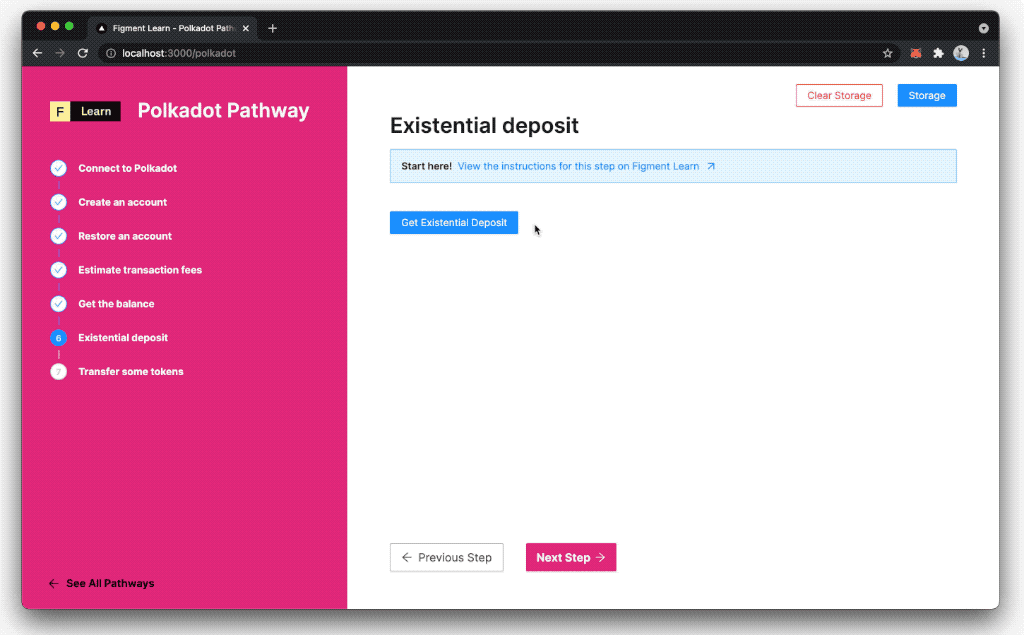 Figment Learn - Polkadot Path
localhost:3000/polkadot
F Learn
Polkadot Pathway
Connect to Polkadot
Create an account
Restore an account
Estimate transaction fees
Get the balance
6 Existential deposit
7 Transfer some tokens
← See All Pathways
Clear Storage
Storage
Existential deposit
Start here! View the instructions for this step on Figment Learn ↗
Get Existential Deposit
← Previous Step
Next Step →